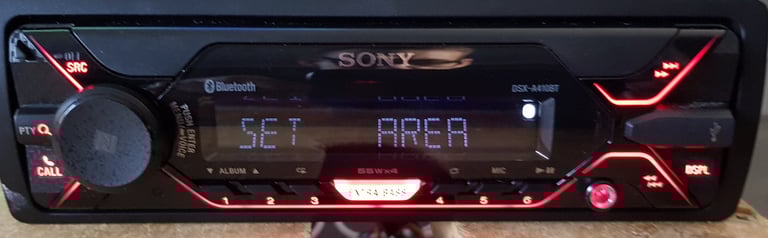 SONY
OFF
SRC
Bluetooth
DSX-A410BT
PUSH ENTER
MENU VOICE
SET AREA
PTY
CALL
ALBUM
SSWx4
MIC
DSPL
1 2 3 EXTRA BASS 4 5 6